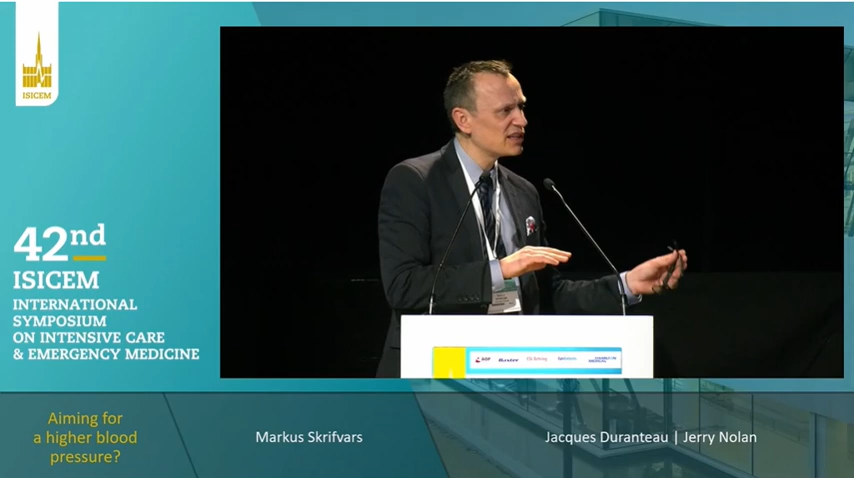 ISICEM
42nd
ISICEM
INTERNATIONAL
SYMPOSIUM
ON INTENSIVE CARE
& EMERGENCY MEDICINE
Baxter
Aiming for
a higher blood
pressure?
Markus Skrifvars
Jacques Duranteau | Jerry Nolan